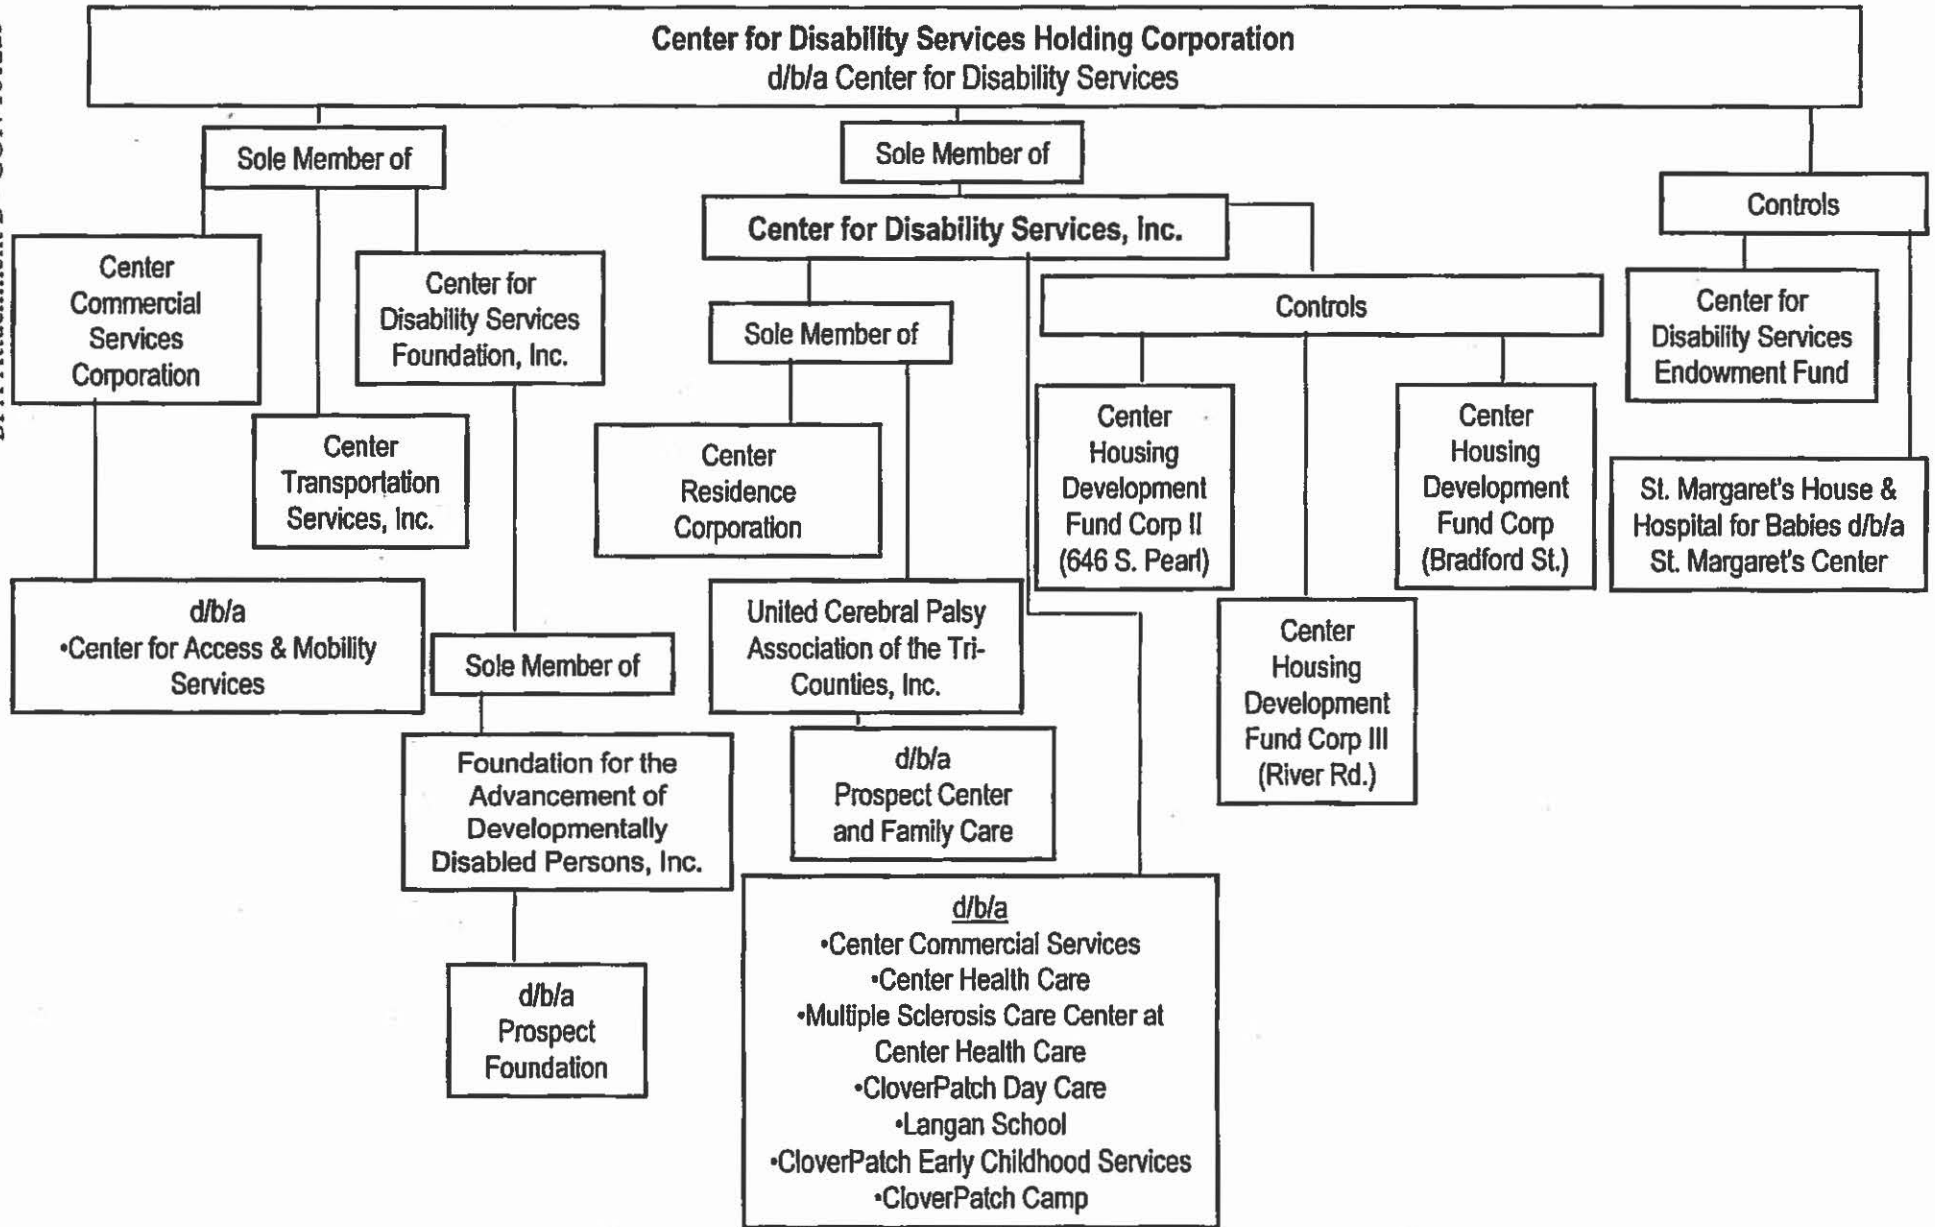 Center for Disability Services Holding Corporation
d/b/a Center for Disability Services
Sole Member of
Sole Member of
Controls
Center for Disability Services, Inc.
Center
Commercial
Services
Corporation
Center for
Disability Services
Foundation, Inc.
Sole Member of
Controls
Center for
Disability Services
Endowment Fund
Center
Transportation
Services, Inc.
Center
Residence
Corporation
Center
Housing
Development
Fund Corp II
(646 S. Pearl)
Center
Housing
Development
Fund Corp
(Bradford St.)
St. Margaret's House &
Hospital for Babies d/b/a
St. Margaret's Center
d/b/a
•Center for Access & Mobility
Services
Sole Member of
United Cerebral Palsy
Association of the Tri-
Counties, Inc.
Center
Housing
Development
Fund Corp III
(River Rd.)
Foundation for the
Advancement of
Developmentally
Disabled Persons, Inc.
d/b/a
Prospect Center
and Family Care
d/b/a
Prospect
Foundation
d/b/a
•Center Commercial Services
•Center Health Care
•Multiple Sclerosis Care Center at
Center Health Care
•CloverPatch Day Care
•Langan School
•CloverPatch Early Childhood Services
•CloverPatch Camp